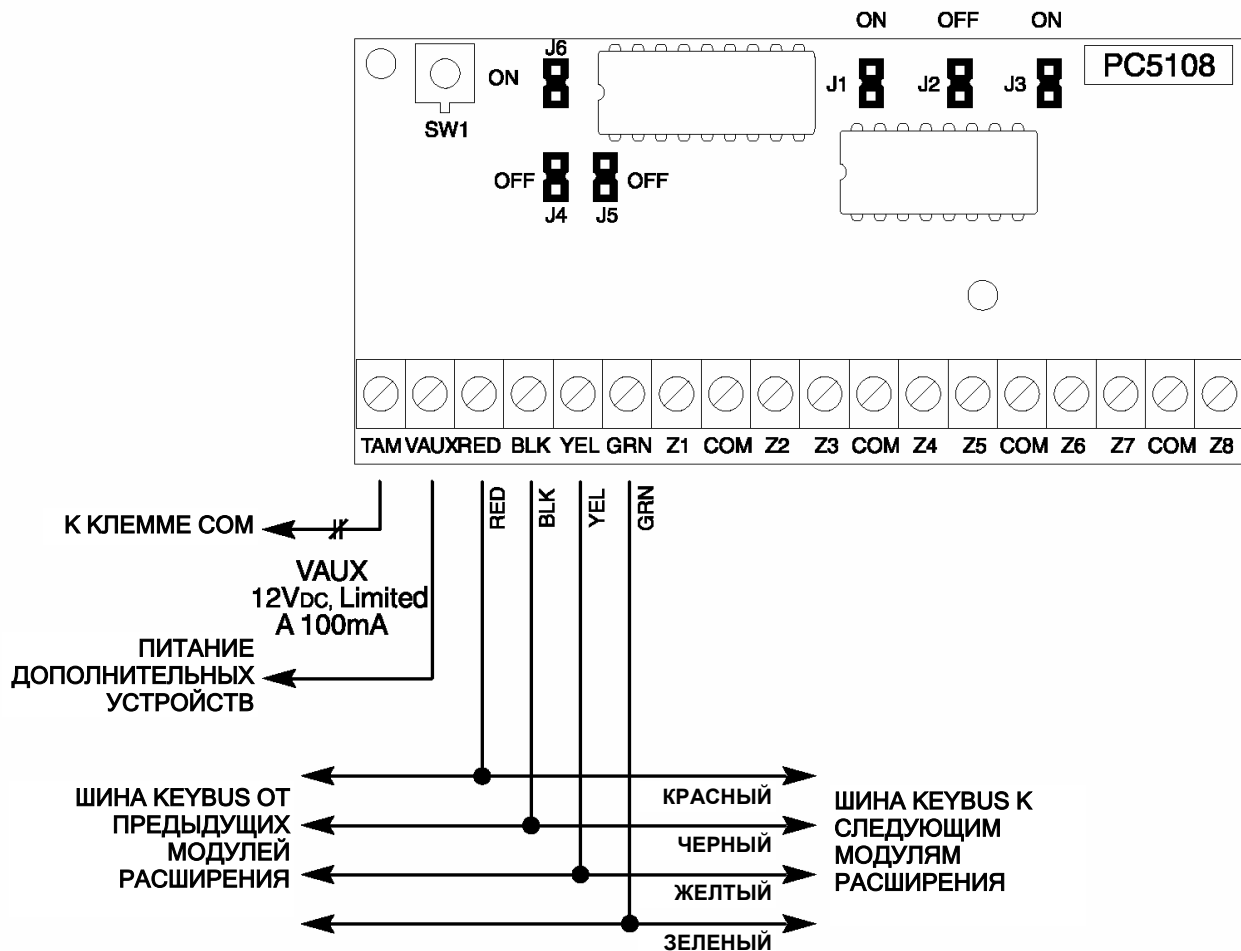 ON OFF ON
J6
ON
J1 J2 J3
PC5108
SW1
OFF OFF
J4 J5
TAM VAUX RED BLK YEL GRN Z1 COM Z2 Z3 COM Z4 Z5 COM Z6 Z7 COM Z8
RED
BLK
YEL
GRN
К КЛЕММЕ COM
VAUX
12VDC, Limited
A 100mA
ПИТАНИЕ
ДОПОЛНИТЕЛЬНЫХ
УСТРОЙСТВ
ШИНА KEYBUS ОТ
ПРЕДЫДУЩИХ
МОДУЛЕЙ
РАСШИРЕНИЯ
КРАСНЫЙ
ЧЕРНЫЙ
ЖЕЛТЫЙ
ЗЕЛЕНЫЙ
ШИНА KEYBUS К
СЛЕДУЮЩИМ
МОДУЛЯМ
РАСШИРЕНИЯ